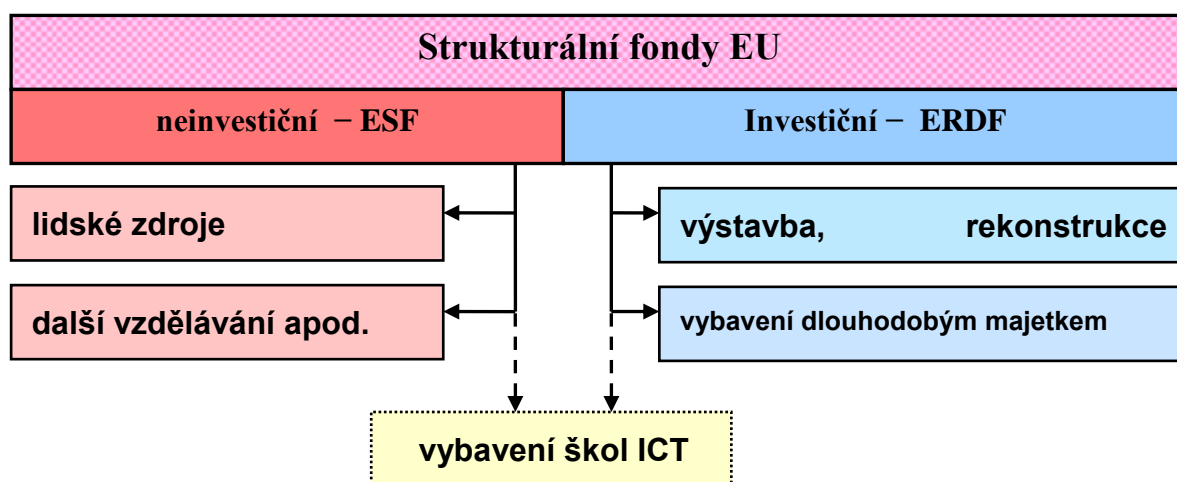 Strukturální fondy EU
neinvestiční – ESF
Investiční – ERDF
lidské zdroje
výstavba, rekonstrukce
další vzdělávání apod.
vybavení dlouhodobým majetkem
vybavení škol ICT